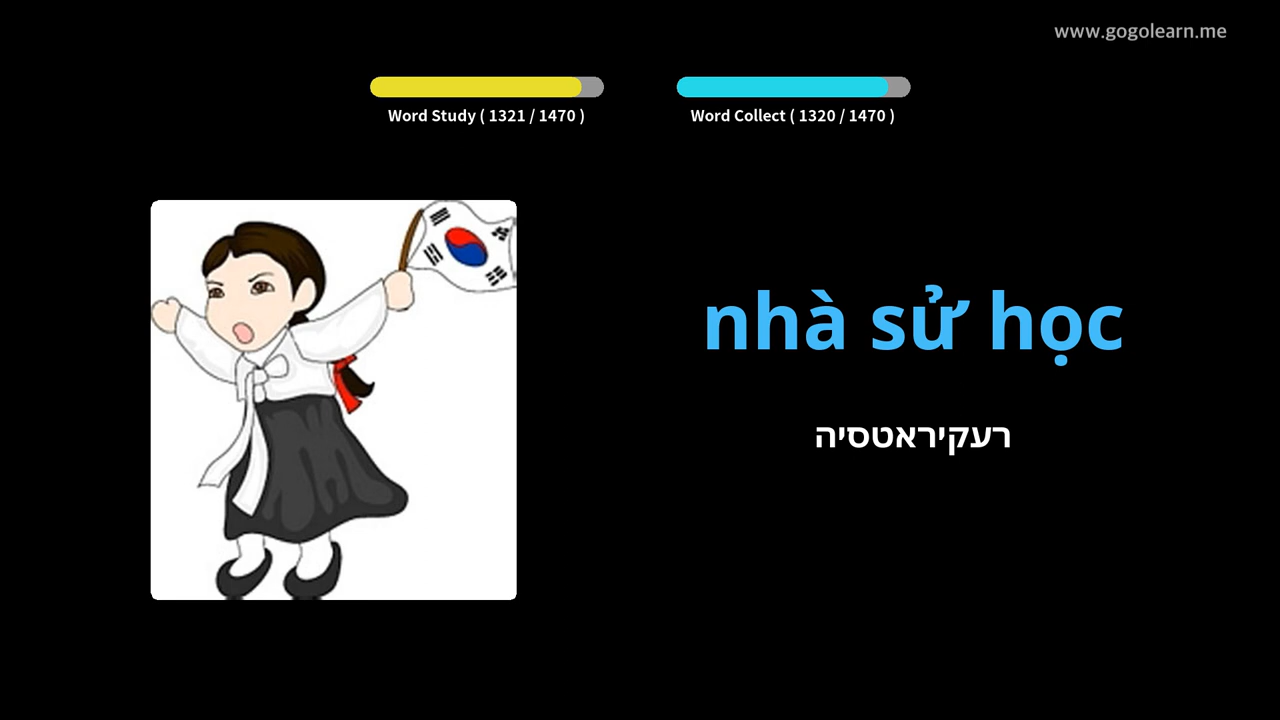 www.gogolearn.me
Word Study ( 1321 / 1470 )
Word Collect ( 1320 / 1470 )
nhà sử học
רעקיראטסיה